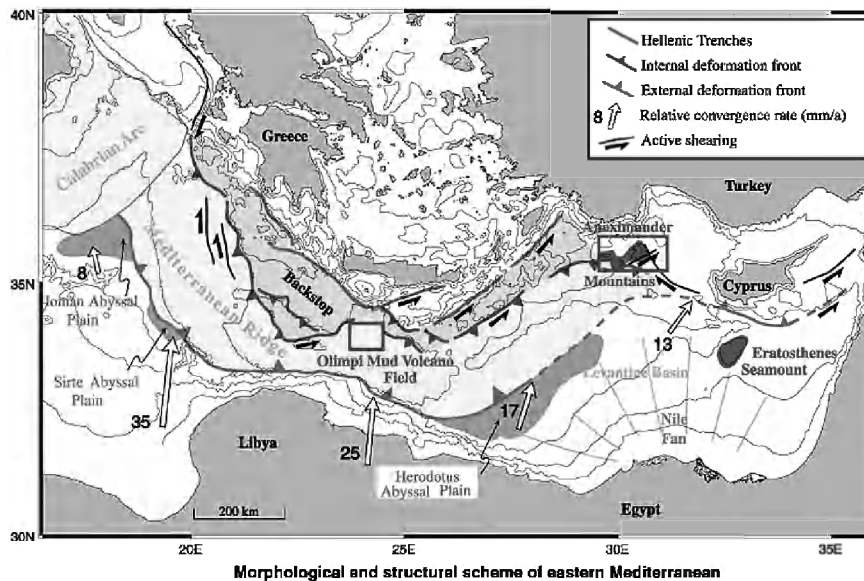 40N
35N
30N
20E
25E
30E
35E
Hellenic Trenches
Internal deformation front
External deformation front
8 Relative convergence rate (mm/a)
Active shearing
Greece
Turkey
Calabrian Arc
Mediterranean Ridge
Backstop
Anaximander
Mountains
Cyprus
8
Ionian Abyssal
Plain
Olimpi Mud Volcano
Field
13
Eratosthenes
Seamount
Levantine Basin
Sirte Abyssal
Plain
35
17
25
Nile
Fan
Libya
Herodotus
Abyssal Plain
200 km
Egypt
Morphological and structural scheme of eastern Mediterranean